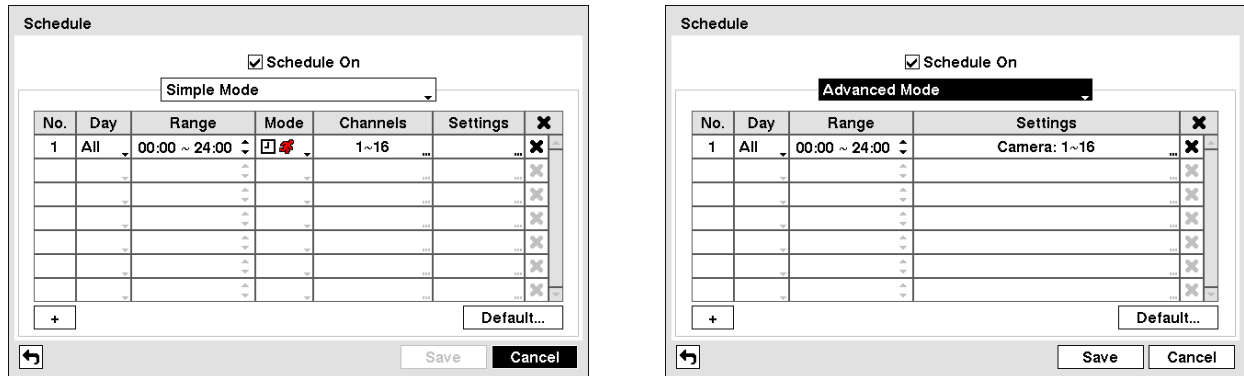 Schedule
Schedule On
Simple Mode
No. Day Range Mode Channels Settings
1 All 00:00 ~ 24:00 1~16 ...
+ Default...
Save Cancel
Schedule
Schedule On
Advanced Mode
No. Day Range Settings
1 All 00:00 ~ 24:00 Camera: 1~16 ...
+ Default...
Save Cancel